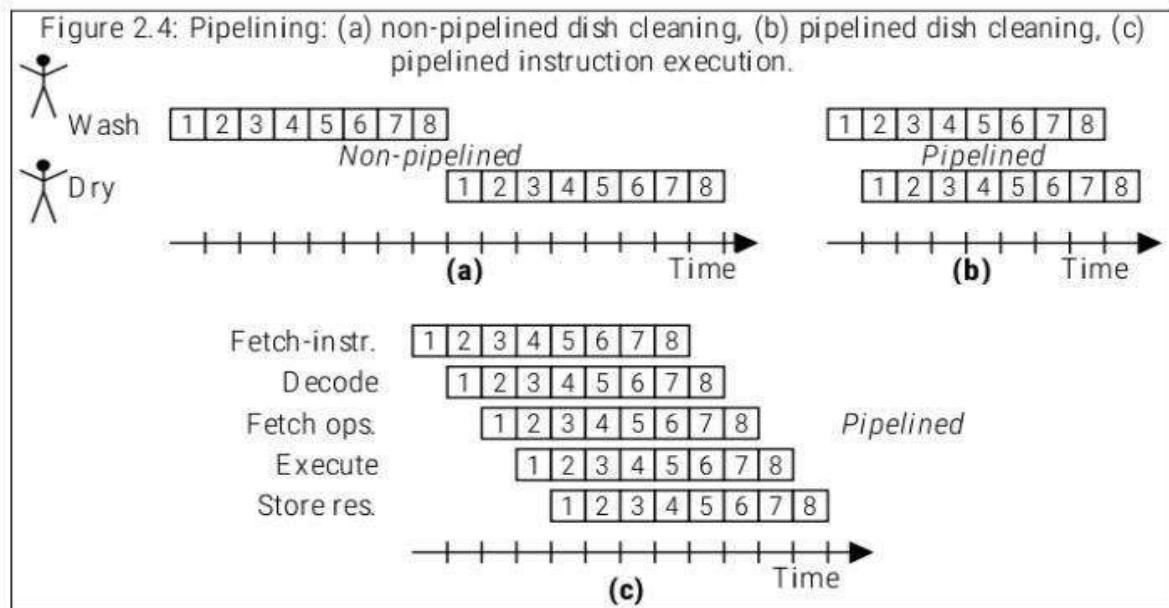 Figure 2.4: Pipelining: (a) non-pipelined dish cleaning, (b) pipelined dish cleaning, (c)
pipelined instruction execution.
Wash 1 2 3 4 5 6 7 8 1 2 3 4 5 6 7 8
Non-pipelined Pipelined
Dry 1 2 3 4 5 6 7 8 1 2 3 4 5 6 7 8
Time Time
(a) (b)
Fetch-instr. 1 2 3 4 5 6 7 8
Decode 1 2 3 4 5 6 7 8
Fetch ops. 1 2 3 4 5 6 7 8 Pipelined
Execute 1 2 3 4 5 6 7 8
Store res. 1 2 3 4 5 6 7 8
Time
(c)